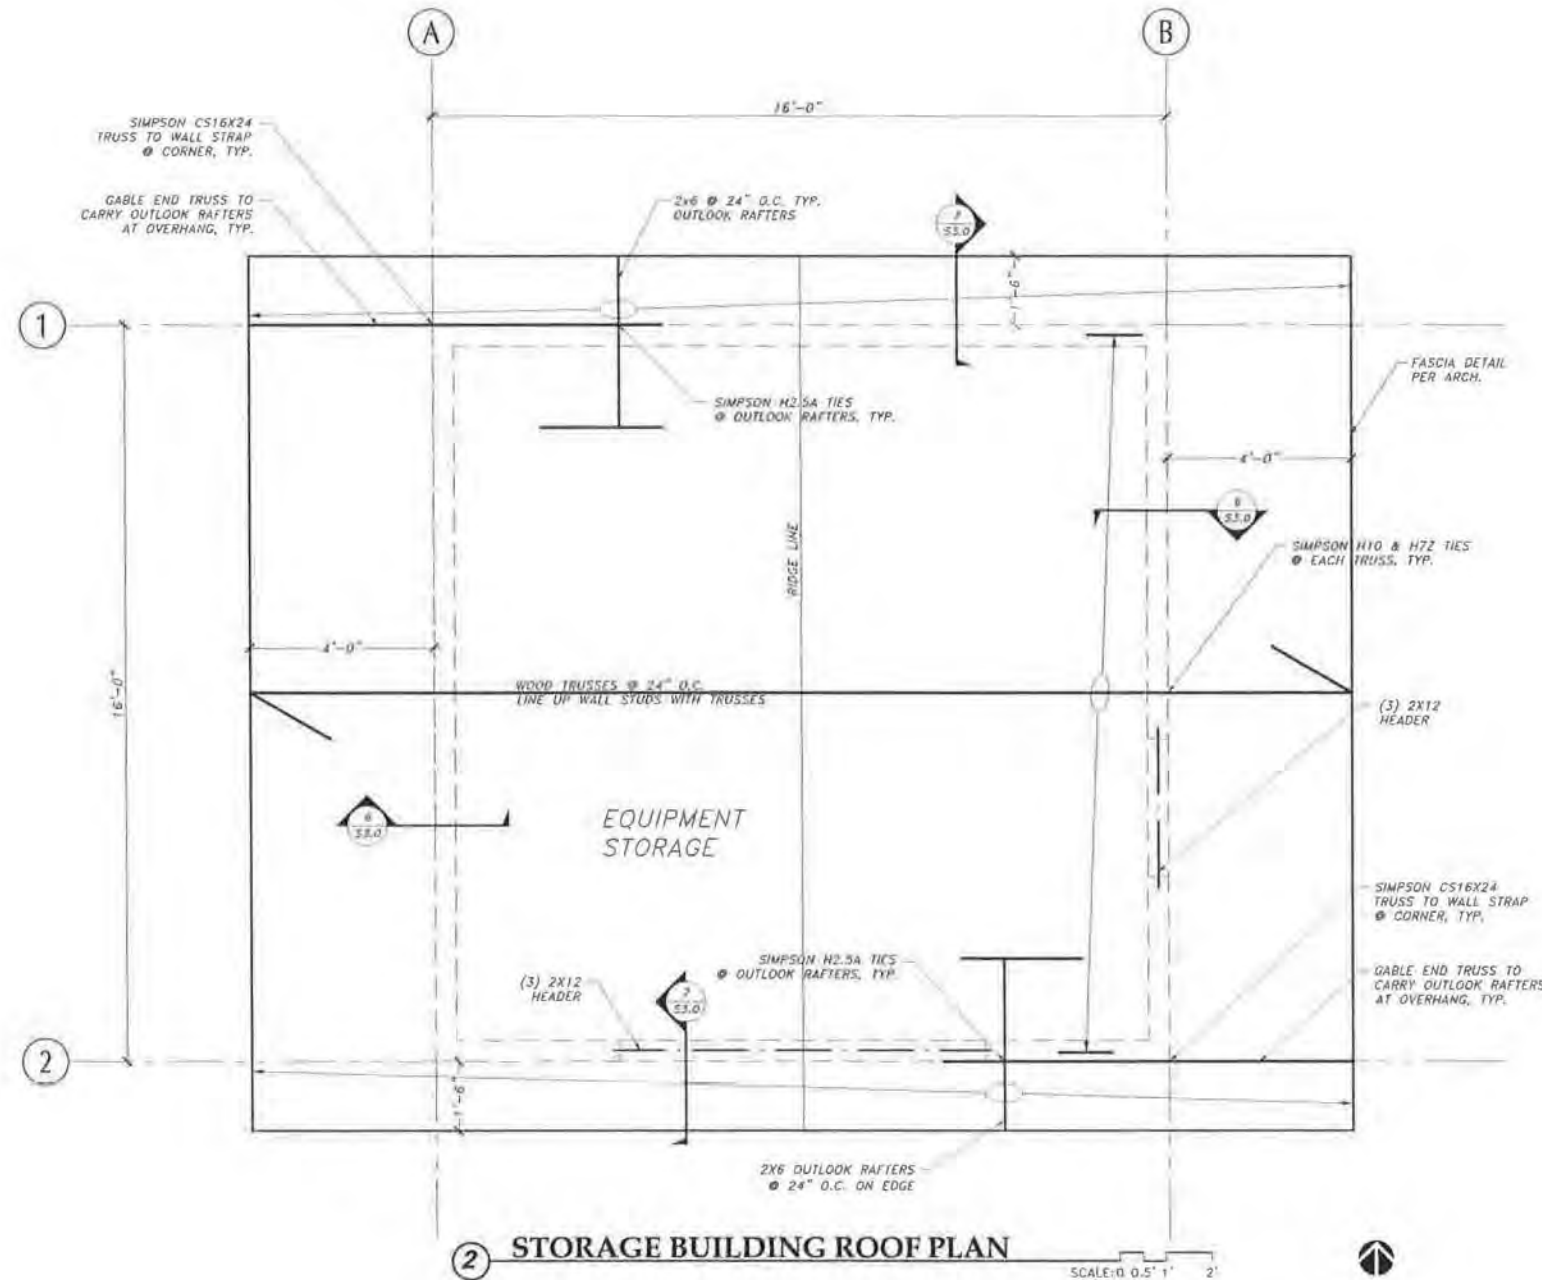 A
B
16'-0"
SIMPSON CS16X24
TRUSS TO WALL STRAP
@ CORNER, TYP.
GABLE END TRUSS TO
CARRY OUTLOOK RAFTERS
AT OVERHANG, TYP.
2x6 @ 24" O.C. TYP.
OUTLOOK RAFTERS
7
S3.0
1'-6"
1
FASCIA DETAIL
PER ARCH.
SIMPSON H2.5A TIES
@ OUTLOOK RAFTERS, TYP.
4'-0"
6
S3.0
RIDGE LINE
SIMPSON H10 & H7Z TIES
@ EACH TRUSS, TYP.
4'-0"
16'-0"
WOOD TRUSSES @ 24" O.C.
LINE UP WALL STUDS WITH TRUSSES
(3) 2X12
HEADER
6
S3.0
EQUIPMENT
STORAGE
SIMPSON CS16X24
TRUSS TO WALL STRAP
@ CORNER, TYP.
SIMPSON H2.5A TIES
@ OUTLOOK RAFTERS, TYP.
(3) 2X12
HEADER
7
S3.0
GABLE END TRUSS TO
CARRY OUTLOOK RAFTERS
AT OVERHANG, TYP.
2
1'-6"
2X6 OUTLOOK RAFTERS
@ 24" O.C. ON EDGE
2 STORAGE BUILDING ROOF PLAN
SCALE: 0 0.5' 1' 2'